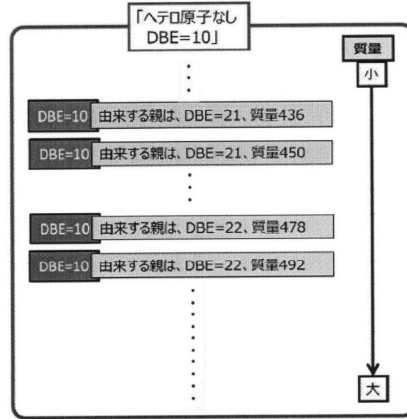 「ヘテロ原子なし
DBE=10」
質量
小
DBE=10 由来する親は、DBE=21、質量436
DBE=10 由来する親は、DBE=21、質量450
DBE=10 由来する親は、DBE=22、質量478
DBE=10 由来する親は、DBE=22、質量492
大